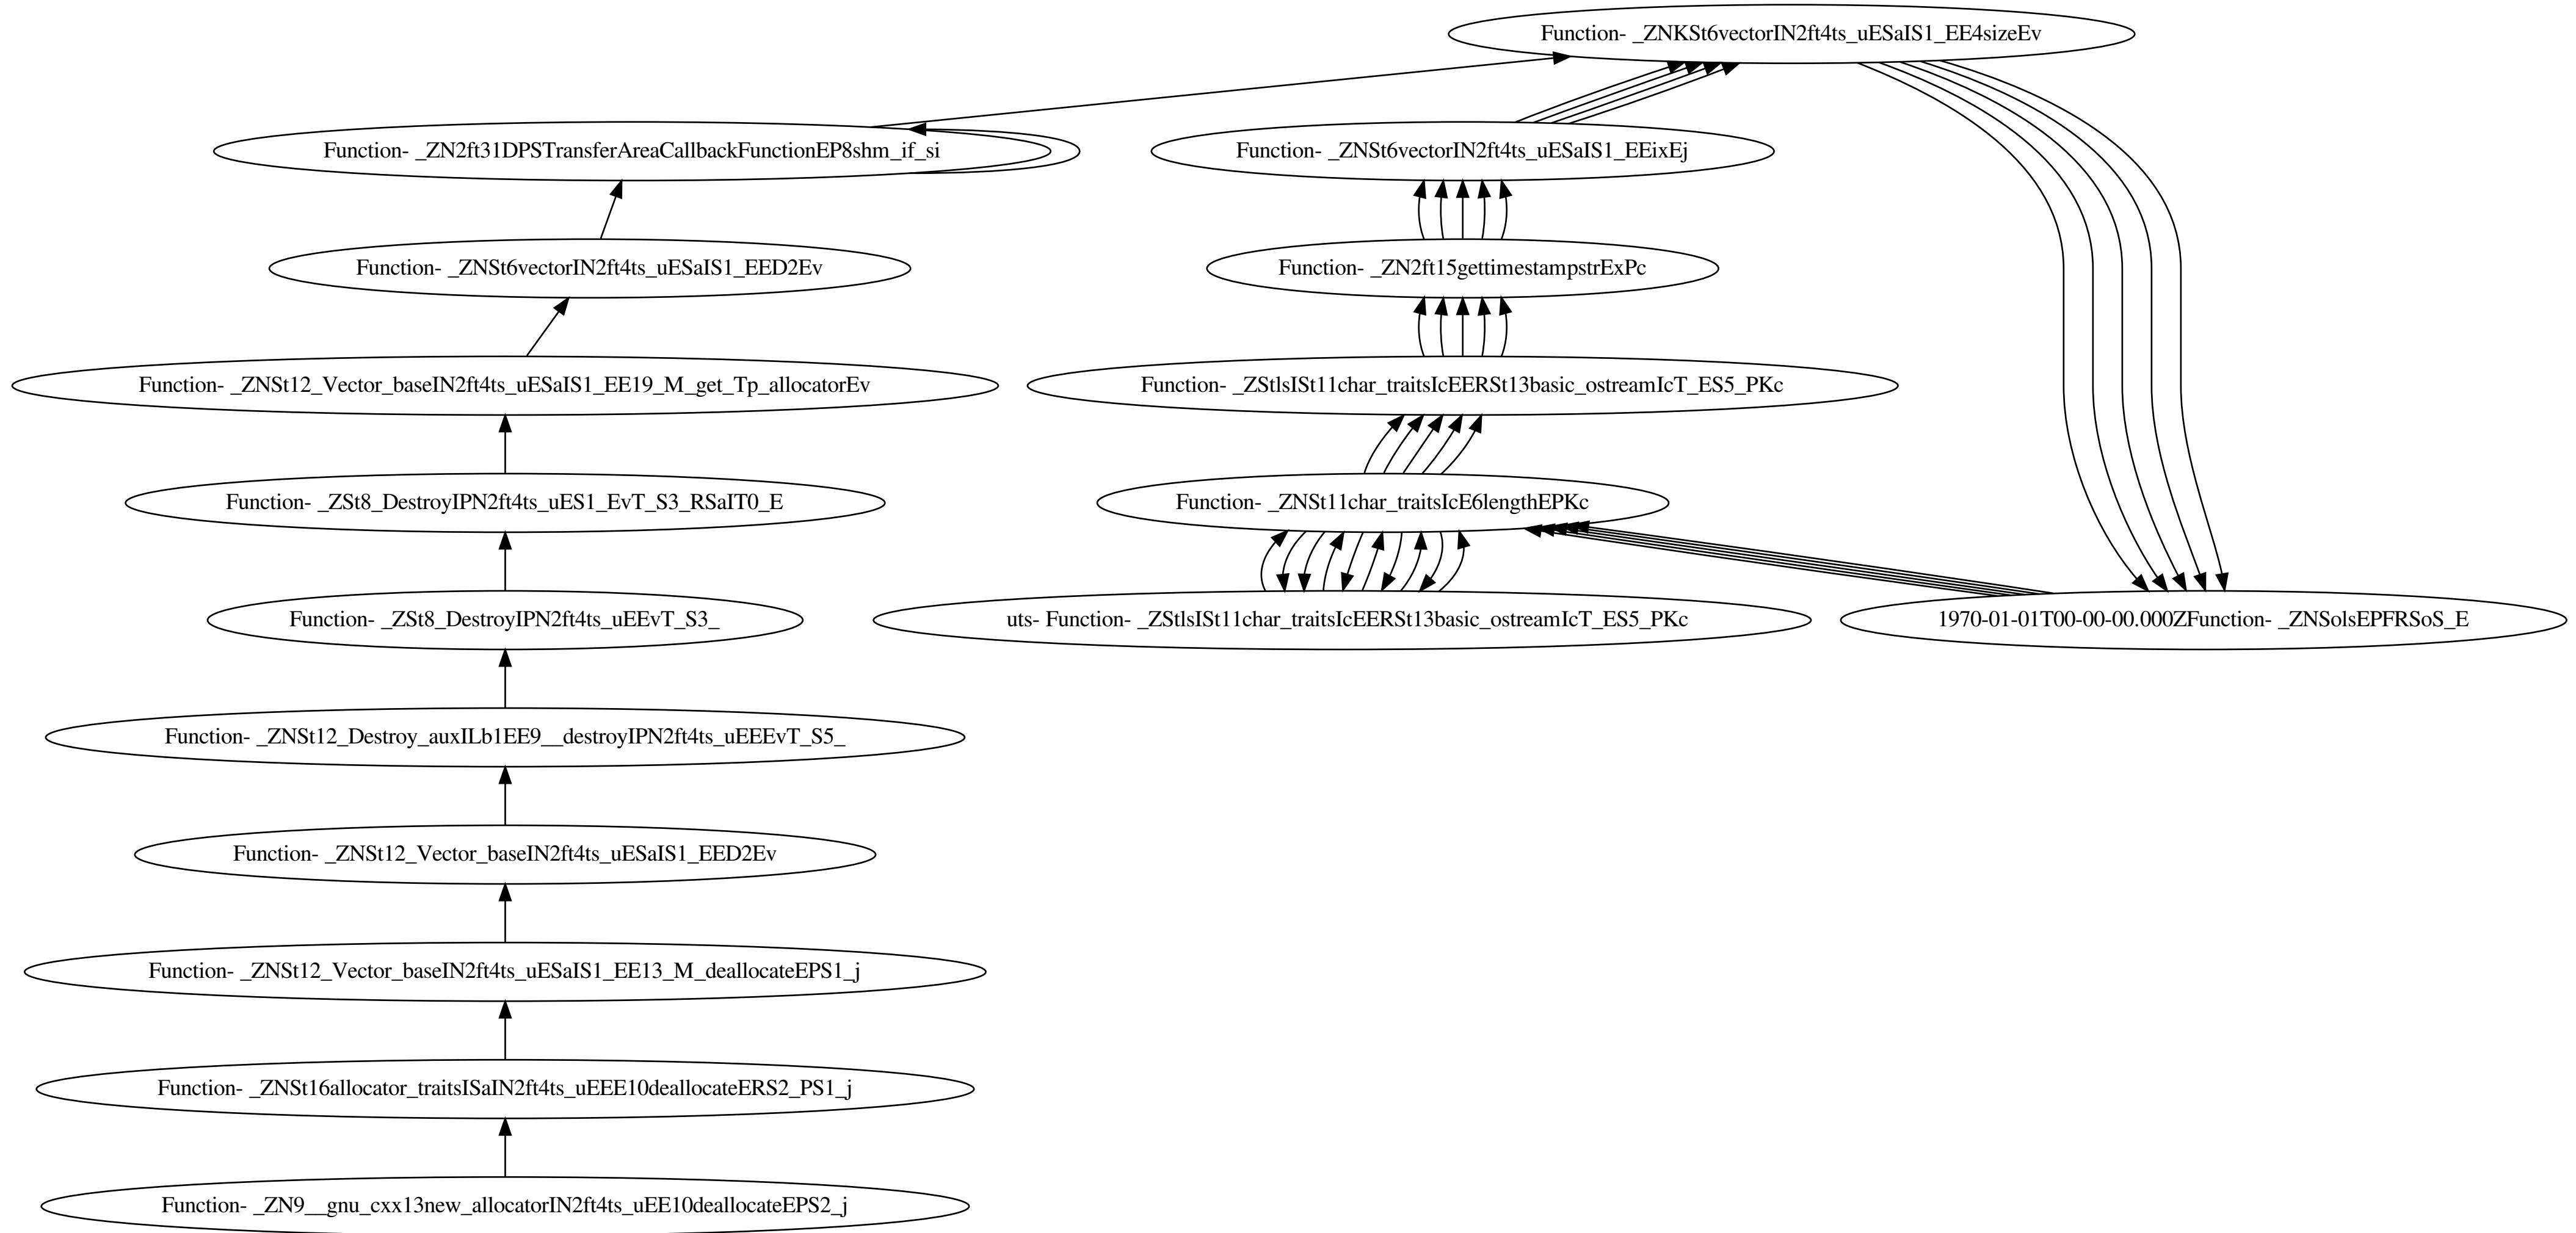 Function- _ZNKSt6vectorIN2ft4ts_uESaIS1_EE4sizeEv
Function- _ZN2ft31DPSTransferAreaCallbackFunctionEP8shm_if_si
Function- _ZNSt6vectorIN2ft4ts_uESaIS1_EEixEj
Function- _ZNSt6vectorIN2ft4ts_uESaIS1_EED2Ev
Function- _ZN2ft15gettimestampstrExPc
Function- _ZNSt12_Vector_baseIN2ft4ts_uESaIS1_EE19_M_get_Tp_allocatorEv
Function- _ZStlsISt11char_traitsIcEERSt13basic_ostreamIcT_ES5_PKc
Function- _ZSt8_DestroyIPN2ft4ts_uES1_EvT_S3_RSaIT0_E
Function- _ZNSt11char_traitsIcE6lengthEPKc
Function- _ZSt8_DestroyIPN2ft4ts_uEEvT_S3_
uts- Function- _ZStlsISt11char_traitsIcEERSt13basic_ostreamIcT_ES5_PKc
1970-01-01T00-00-00.000ZFunction- _ZNSolsEPFRSoS_E
Function- _ZNSt12_Destroy_auxILb1EE9__destroyIPN2ft4ts_uEEEvT_S5_
Function- _ZNSt12_Vector_baseIN2ft4ts_uESaIS1_EED2Ev
Function- _ZNSt12_Vector_baseIN2ft4ts_uESaIS1_EE13_M_deallocateEPS1_j
Function- _ZNSt16allocator_traitsISaIN2ft4ts_uEEE10deallocateERS2_PS1_j
Function- _ZN9__gnu_cxx13new_allocatorIN2ft4ts_uEE10deallocateEPS2_j